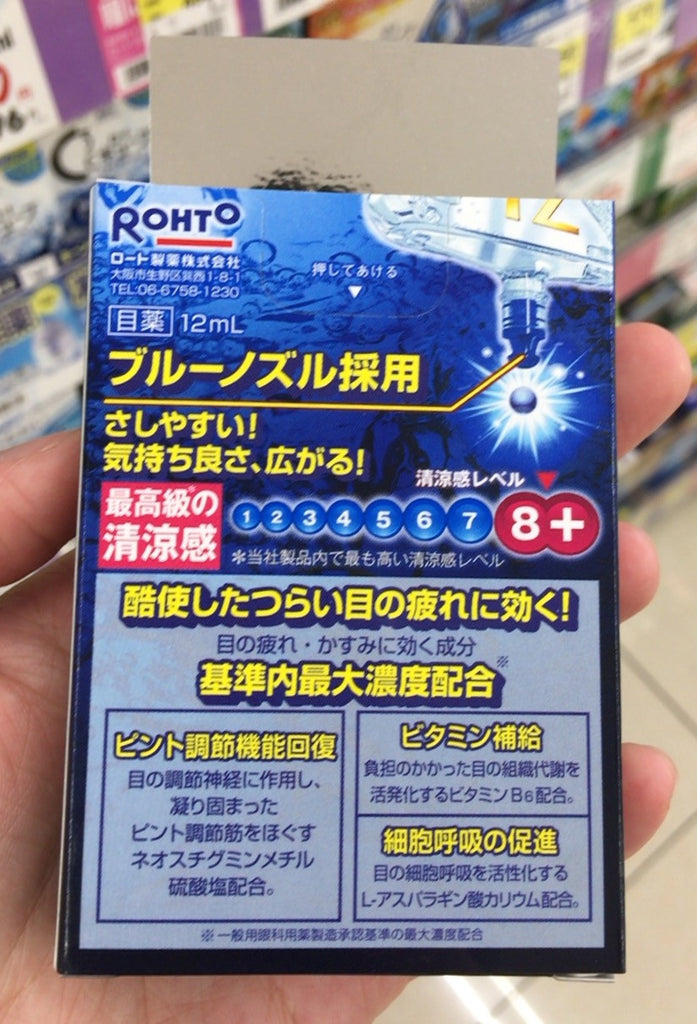 ROHTO
ロート製薬株式会社
大阪市生野区巽西1-8-1
TEL:06-6758-1230
押してあける
目薬 12mL
ブルーノズル採用
さしやすい!
気持ち良さ、広がる!
清涼感レベル
最高級*の
清涼感
1 2 3 4 5 6 7 8+
*当社製品内で最も高い清涼感レベル
酷使したつらい目の疲れに効く!
目の疲れ・かすみに効く成分
基準内最大濃度配合※
ピント調節機能回復
目の調節神経に作用し、
凝り固まった
ピント調節筋をほぐす
ネオスチグミンメチル
硫酸塩配合。
ビタミン補給
負担のかかった目の組織代謝を
活発化するビタミンB6配合。
細胞呼吸の促進
目の細胞呼吸を活性化する
L-アスパラギン酸カリウム配合。
※一般用眼科用薬製造承認基準の最大濃度配合